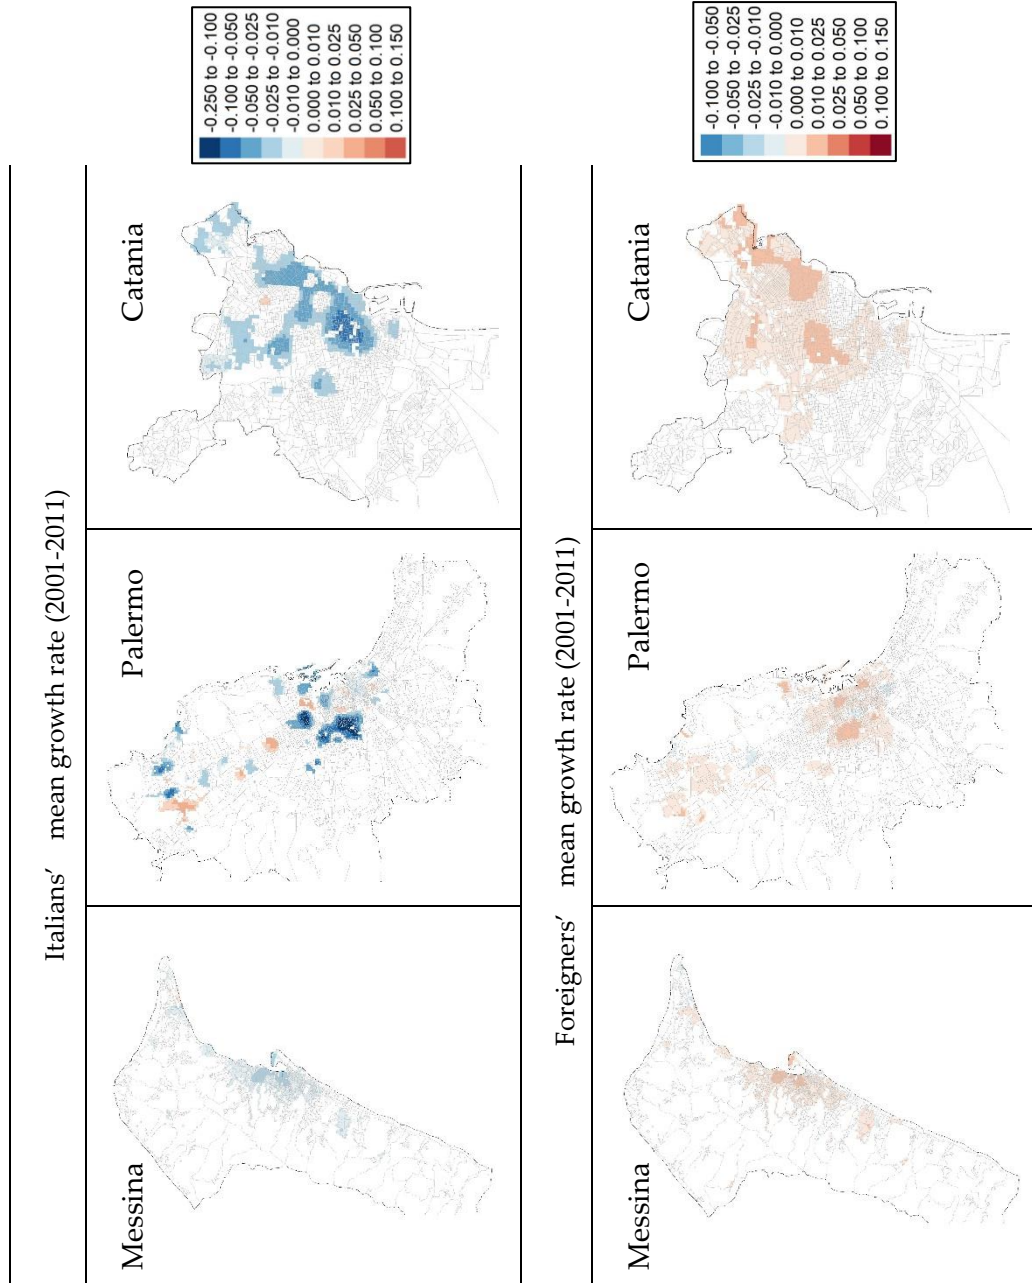 Italians' mean growth rate (2001-2011)
Messina
Palermo
Catania
-0.250 to -0.100
-0.100 to -0.050
-0.050 to -0.025
-0.025 to -0.010
-0.010 to 0.000
0.000 to 0.010
0.010 to 0.025
0.025 to 0.050
0.050 to 0.100
0.100 to 0.150
Foreigners' mean growth rate (2001-2011)
Messina
Palermo
Catania
-0.100 to -0.050
-0.050 to -0.025
-0.025 to -0.010
-0.010 to 0.000
0.000 to 0.010
0.010 to 0.025
0.025 to 0.050
0.050 to 0.100
0.100 to 0.150